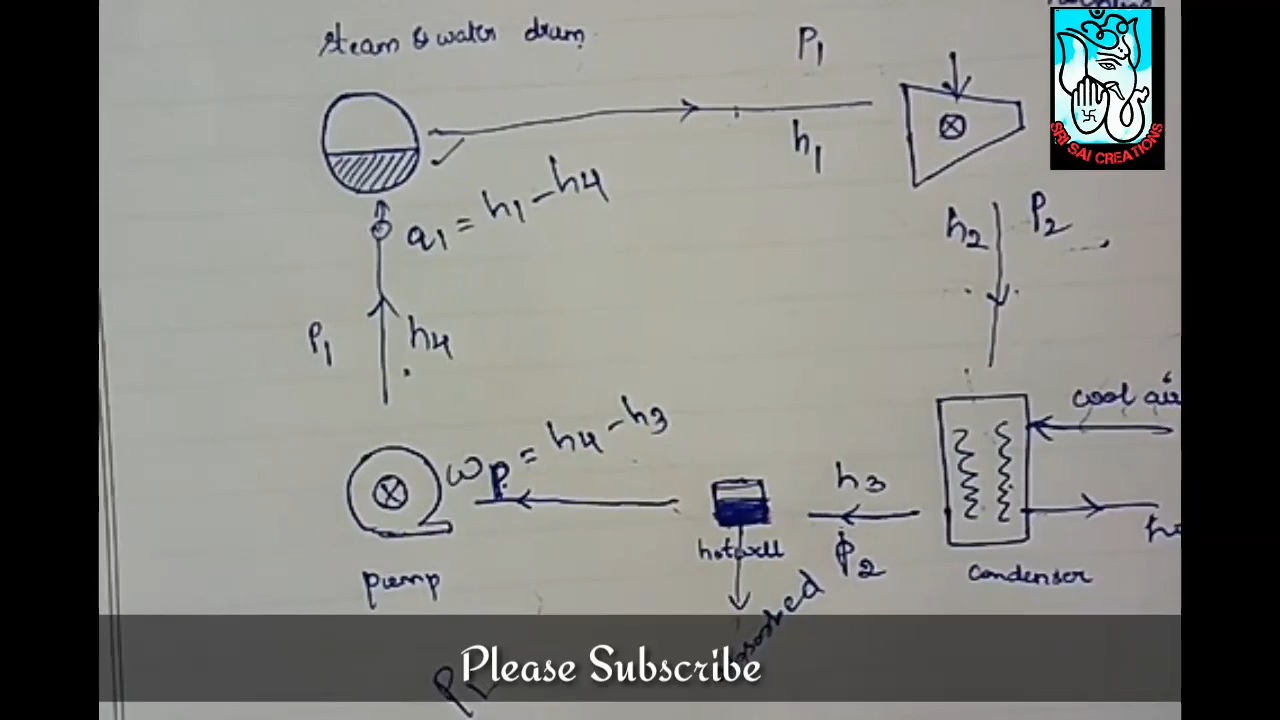 steam & water drum
P1
h1
SRI SAI CREATIONS
q1 = h1 - h4
h2
P2
P1
h4
cool air
ωP = h4 - h3
h3
P2
hotwell
condenser
pump
Please Subscribe